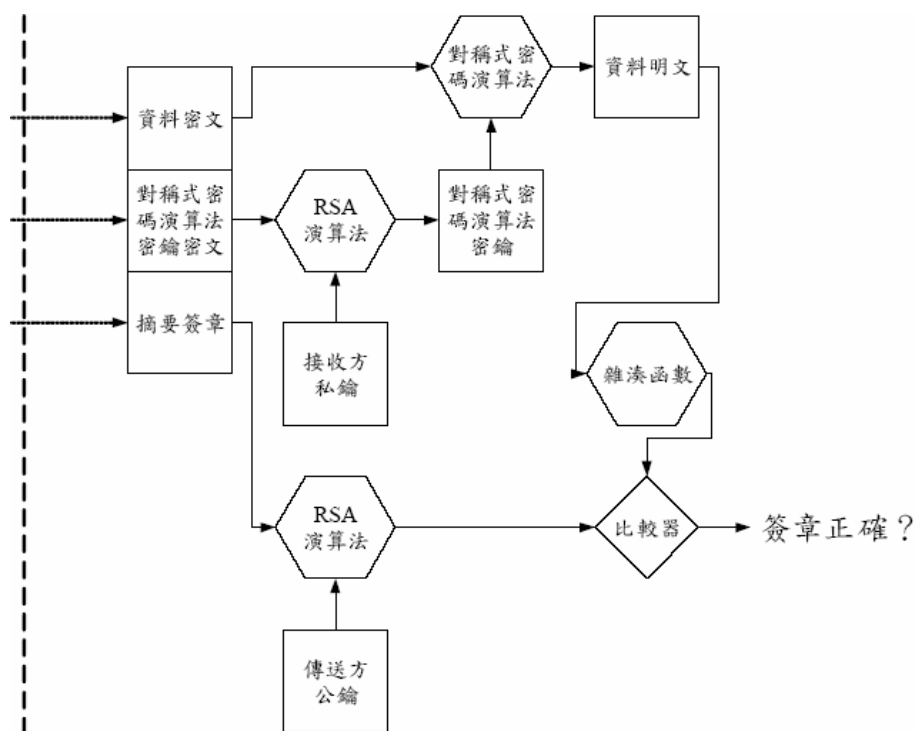 對稱式密
碼演算法
資料明文
資料密文
對稱式密
碼演算法
密鑰密文
RSA
演算法
對稱式密
碼演算法
密鑰
摘要簽章
接收方
私鑰
雜湊函數
RSA
演算法
比較器
簽章正確？
傳送方
公鑰